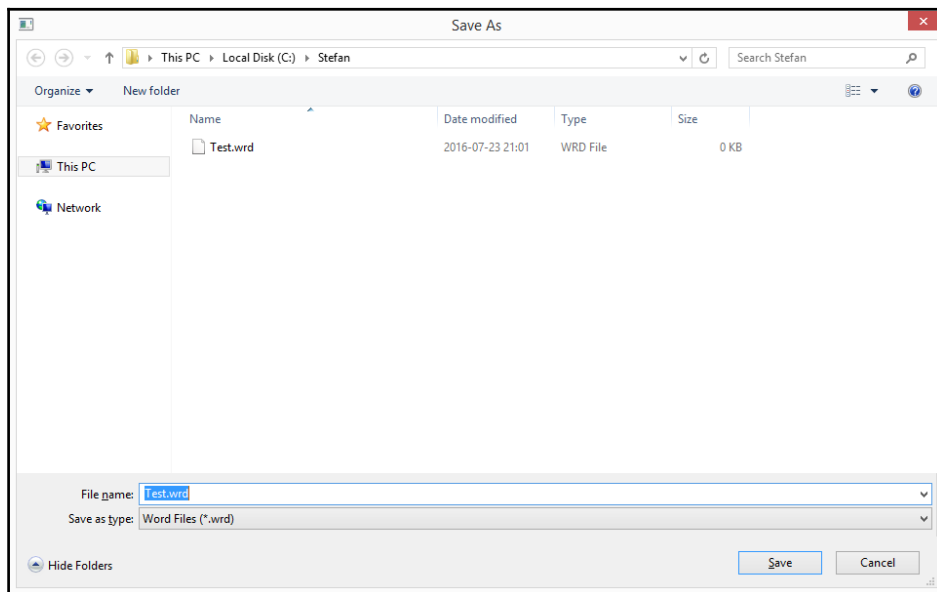 Save As
This PC Local Disk (C:) Stefan Search Stefan
Organize New folder
Favorites
This PC
Network
Name Date modified Type Size
Test.wrd 2016-07-23 21:01 WRD File 0 KB
File name: Test.wrd
Save as type: Word Files (*.wrd)
Hide Folders Save Cancel